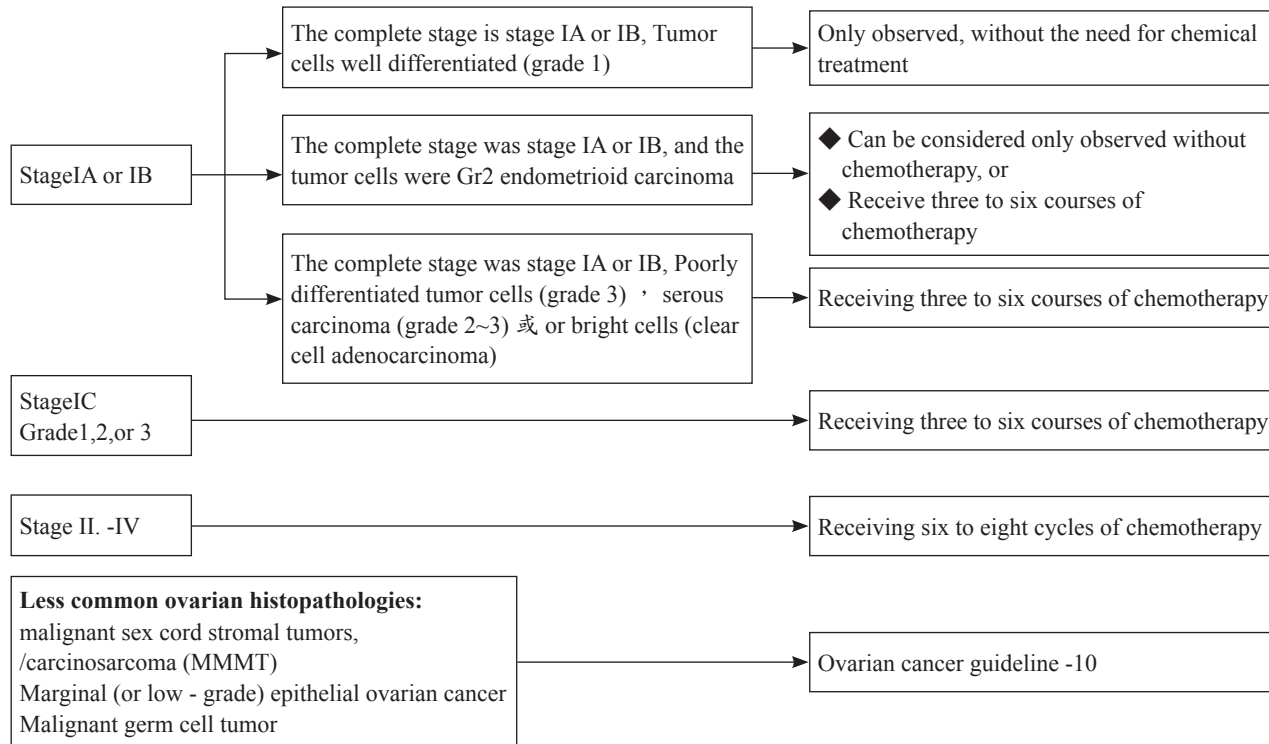 The complete stage is stage IA or IB, Tumor
cells well differentiated (grade 1)
Only observed, without the need for chemical
treatment
StageIA or IB
The complete stage was stage IA or IB, and the
tumor cells were Gr2 endometrioid carcinoma
◆ Can be considered only observed without
chemotherapy, or
◆ Receive three to six courses of
chemotherapy
The complete stage was stage IA or IB, Poorly
differentiated tumor cells (grade 3) , serous
carcinoma (grade 2~3) 或 or bright cells (clear
cell adenocarcinoma)
Receiving three to six courses of chemotherapy
StageIC
Grade1,2,or 3
Receiving three to six courses of chemotherapy
Stage II. -IV
Receiving six to eight cycles of chemotherapy
Less common ovarian histopathologies:
malignant sex cord stromal tumors,
/carcinosarcoma (MMMT)
Marginal (or low - grade) epithelial ovarian cancer
Malignant germ cell tumor
Ovarian cancer guideline -10